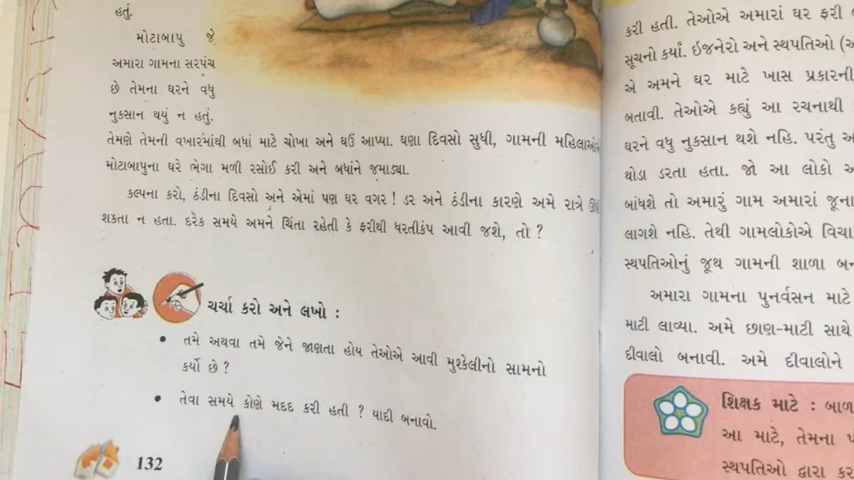 હતું.
મોટાબાપુ જે
અમારા ગામના સરપંચ
છે તેમના ઘરને વધુ
નુકસાન થયું ન હતું.
તેમણે તેમની વખારમાંથી બધાં માટે ચોખા અને ઘઉં આપ્યા. ઘણા દિવસો સુધી, ગામની મહિલાઓએ
મોટાબાપુના ઘરે ભેગા મળી રસોઈ કરી અને બધાંને જમાડ્યા.
કલ્પના કરો, ઠંડીના દિવસો અને એમાં પણ ઘર વગર ! ડર અને ઠંડીના કારણે અમે રાત્રે
શકતા ન હતા. દરેક સમયે અમને ચિંતા રહેતી કે ફરીથી ધરતીકંપ આવી જશે, તો ?
ચર્ચા કરો અને લખો :
• તમે અથવા તમે જેને જાણતા હોય તેઓએ આવી મુશ્કેલીનો સામનો
કર્યો છે ?
• તેવા સમયે કોણે મદદ કરી હતી ? યાદી બનાવો.
132
કરી હતી. તેઓએ અમારાં ઘર ફરી
સૂચનો કર્યાં. ઇજનેરો અને સ્થપતિઓ
એ અમને ઘર માટે ખાસ પ્રકારની
બતાવી. તેઓએ કહ્યું આ રચનાથી
ઘરને વધુ નુકસાન થશે નહિ. પરંતુ
થોડા ડરતા હતા. જો આ લોકો
બાંધશે તો અમારું ગામ અમારાં જૂના
લાગશે નહિ. તેથી ગામલોકોએ
સ્થપતિઓનું જૂથ ગામની શાળા
અમારા ગામના પુનર્વસન માટે
માટી લાવ્યા. અમે છાણ-માટી સાથે
દીવાલો બનાવી. અમે દીવાલોને
શિક્ષક માટે :
આ માટે, તેમના
સ્થપતિઓ દ્વારા